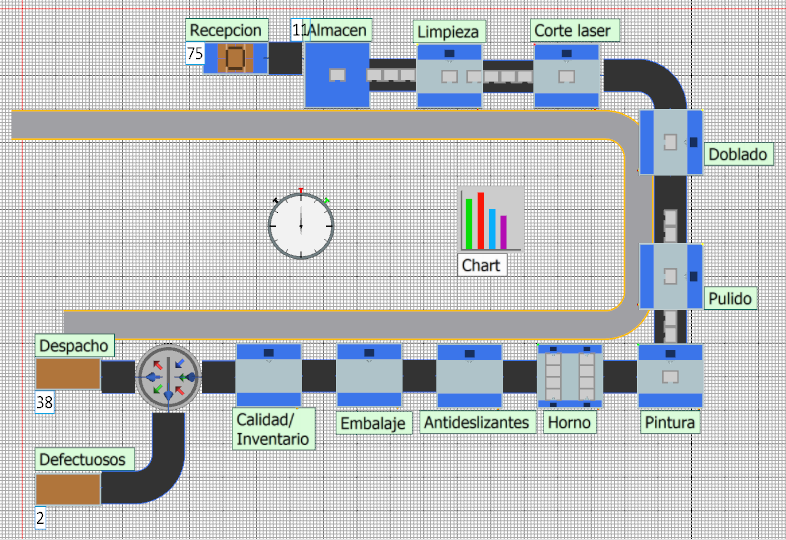 Recepcion
11
Almacen
Limpieza
Corte laser
75
Doblado
Chart
Pulido
Despacho
38
Calidad/
Inventario
Embalaje
Antideslizantes
Horno
Pintura
Defectuosos
2